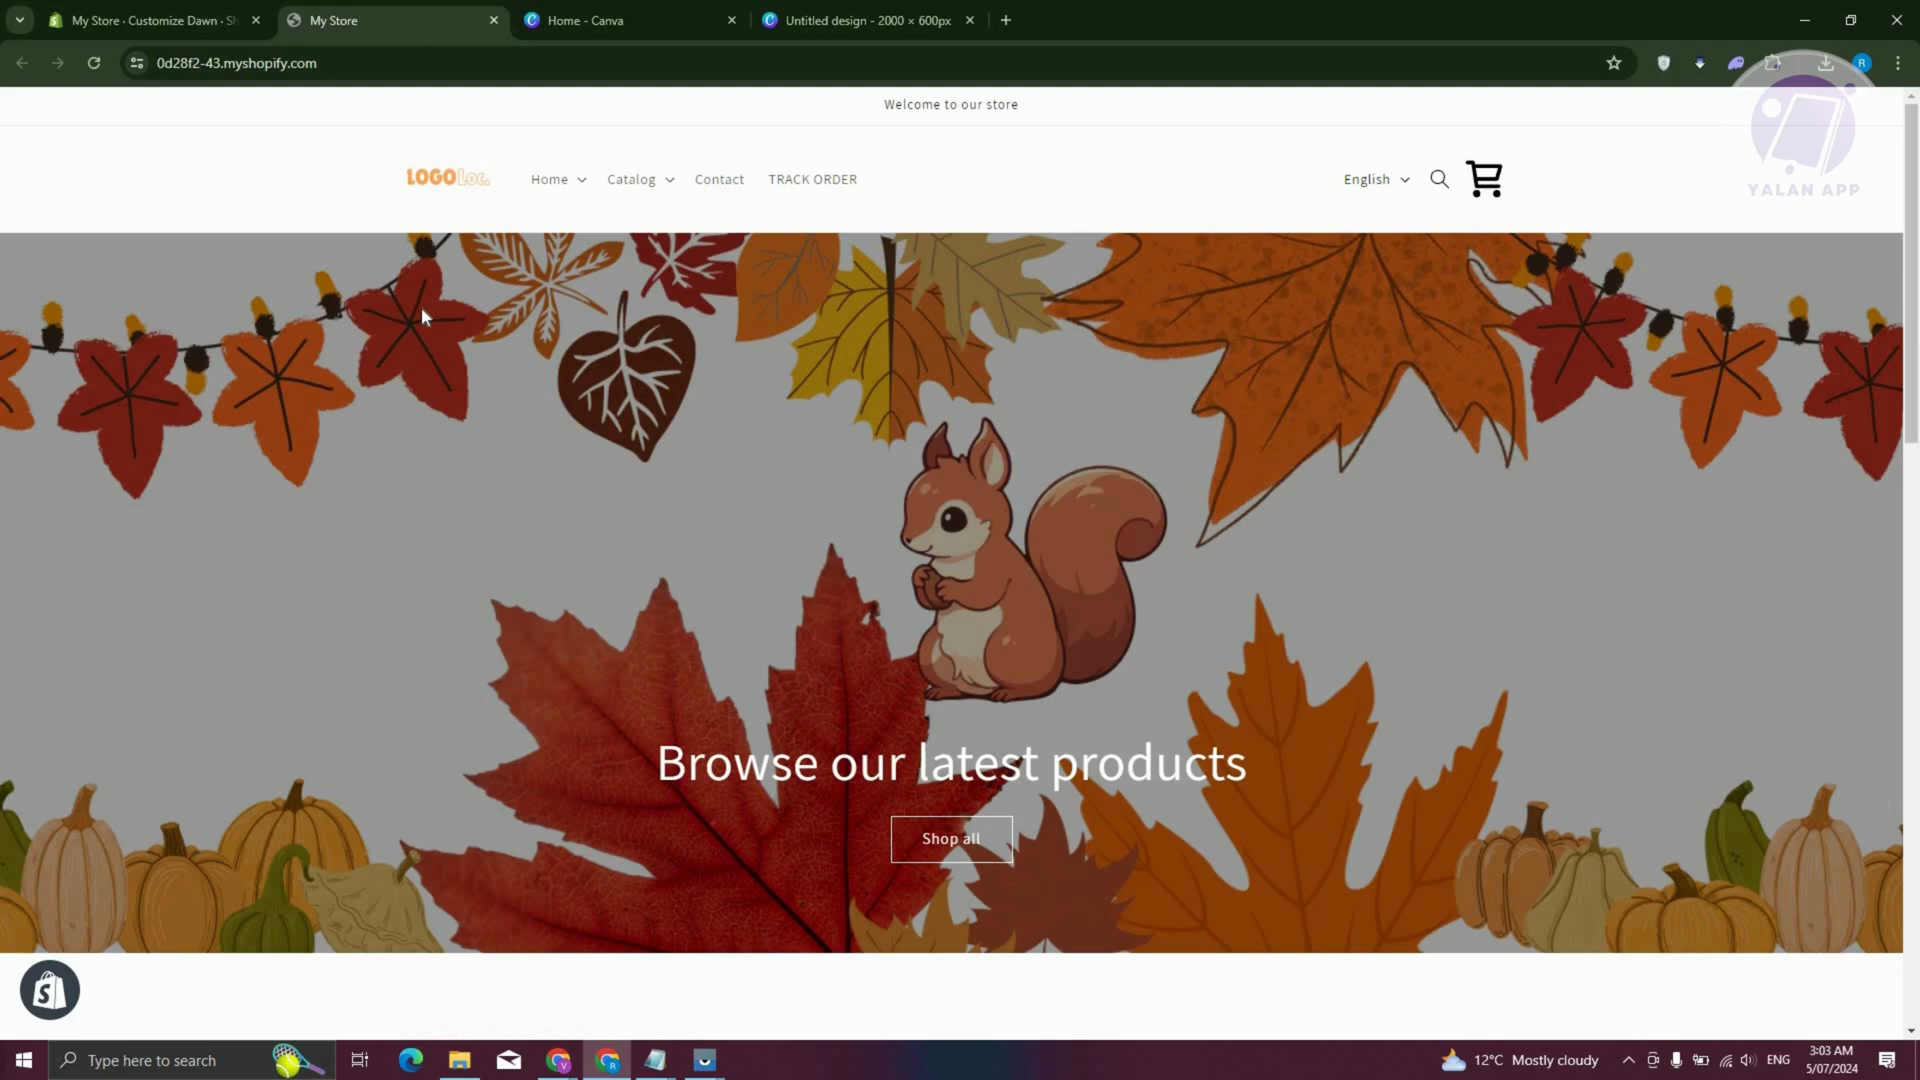 My Store · Customize Dawn · Sh
My Store
Home - Canva
Untitled design - 2000 × 600px
0d28f2-43.myshopify.com
R
Welcome to our store
YALAN APP
LOGO Loc.
Home
Catalog
Contact
TRACK ORDER
English
Browse our latest products
Shop all
Type here to search
12°C Mostly cloudy
ENG
3:03 AM
5/07/2024